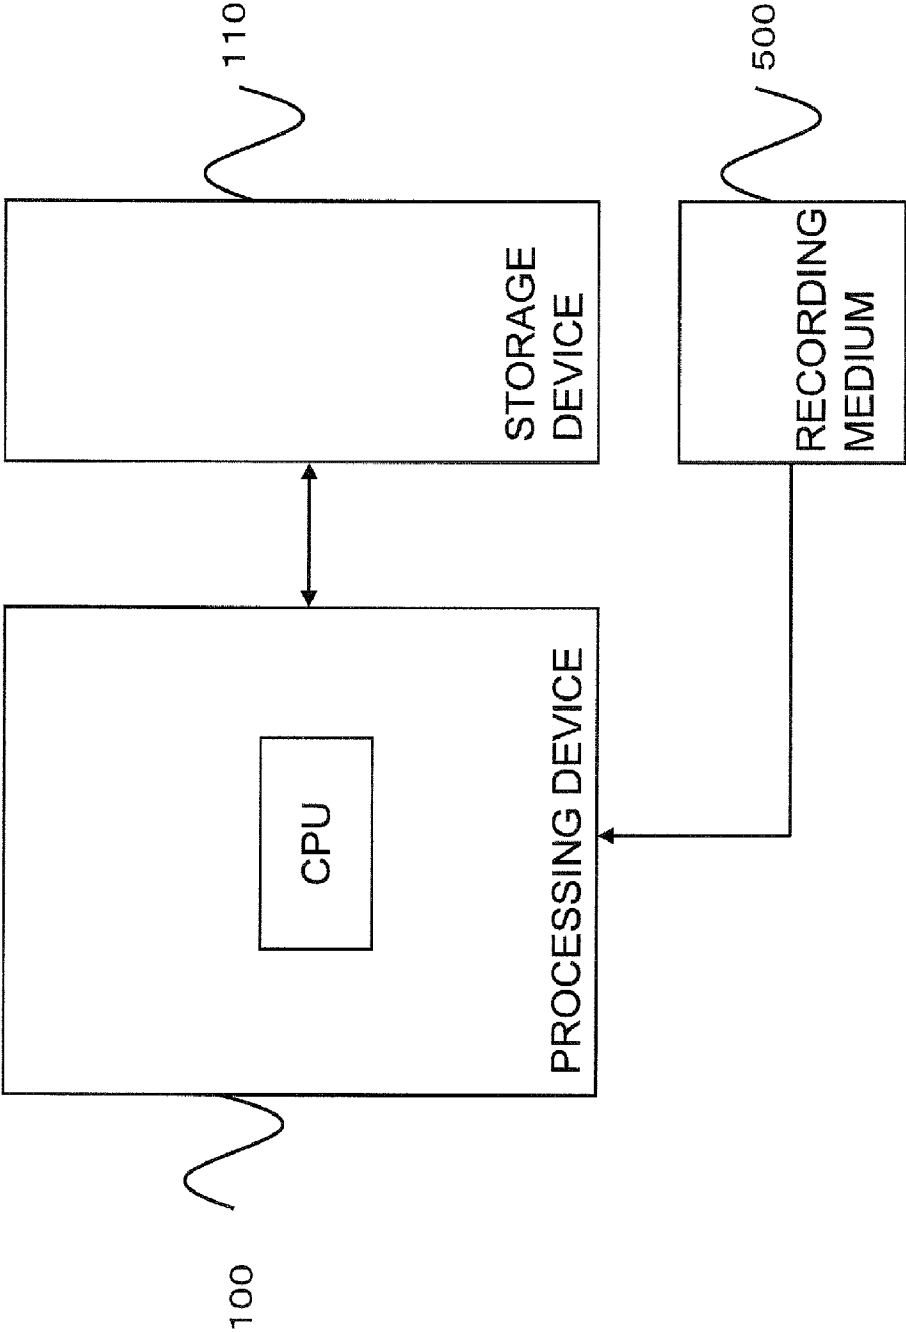 100
110
CPU
PROCESSING DEVICE
STORAGE
DEVICE
RECORDING
MEDIUM
500